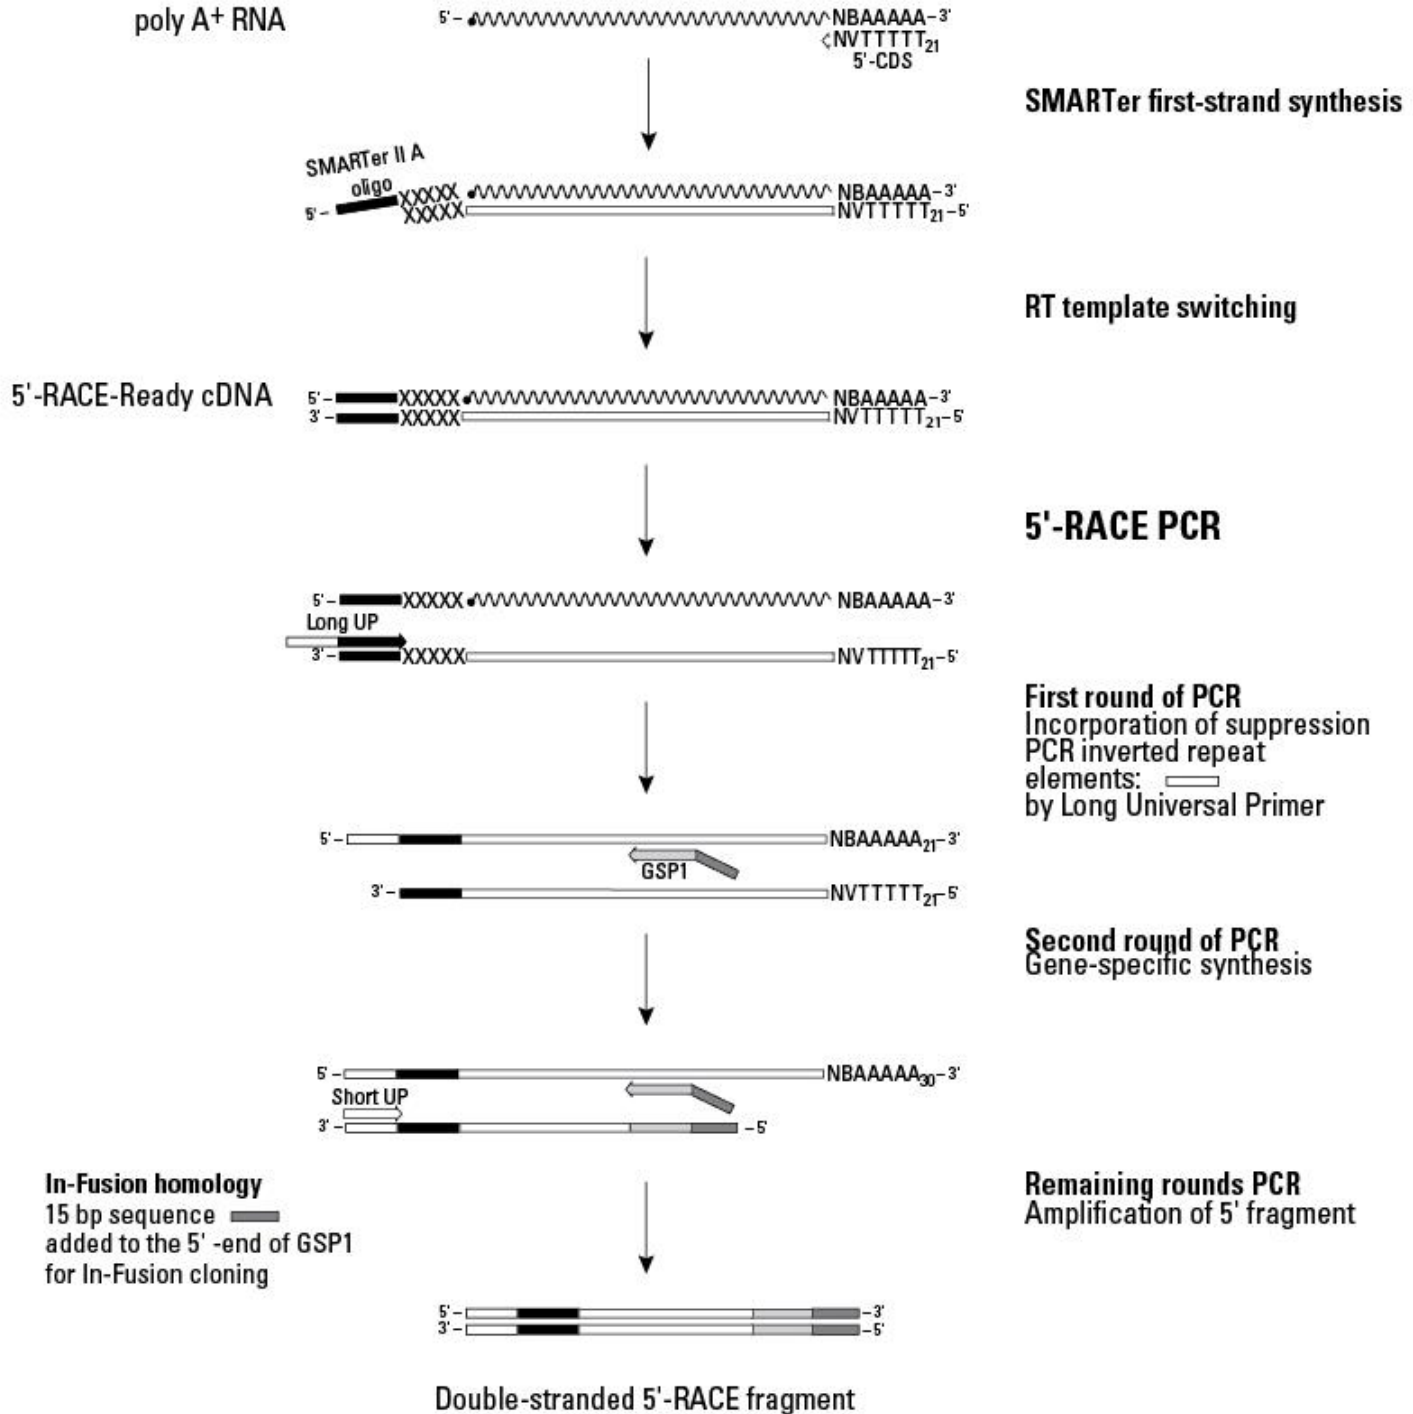 poly A+ RNA
5'– NBAAAAA–3'
NVTTTTT21
5'-CDS
SMARTer first-strand synthesis
SMARTer II A
oligo
XXXXX NBAAAAA–3'
5'– XXXXX NVTTTTT21–5'
RT template switching
5'-RACE-Ready cDNA
5'– XXXXX NBAAAAA–3'
3'– XXXXX NVTTTTT21–5'
5'-RACE PCR
5'– XXXXX NBAAAAA–3'
Long UP
3'– XXXXX NVTTTTT21–5'
First round of PCR
Incorporation of suppression
PCR inverted repeat
elements:
by Long Universal Primer
5'– NBAAAAA21–3'
GSP1
3'– NVTTTTT21–5'
Second round of PCR
Gene-specific synthesis
5'– NBAAAAA30–3'
Short UP
3'– –5'
In-Fusion homology
15 bp sequence
added to the 5' -end of GSP1
for In-Fusion cloning
Remaining rounds PCR
Amplification of 5' fragment
5'– –3'
3'– –5'
Double-stranded 5'-RACE fragment